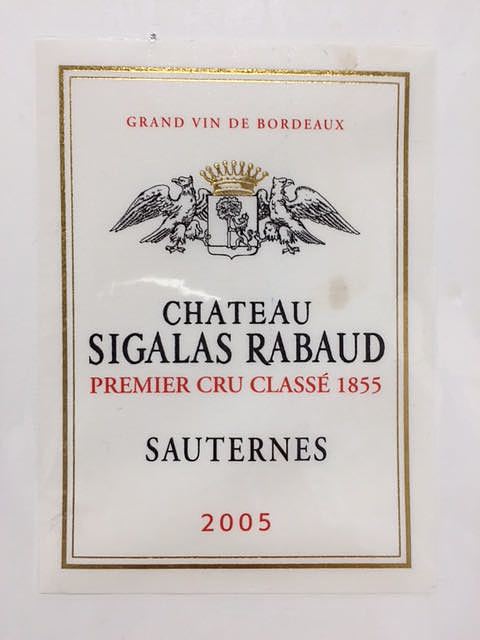 GRAND VIN DE BORDEAUX
CHATEAU
SIGALAS RABAUD
PREMIER CRU CLASSÉ 1855
SAUTERNES
2005